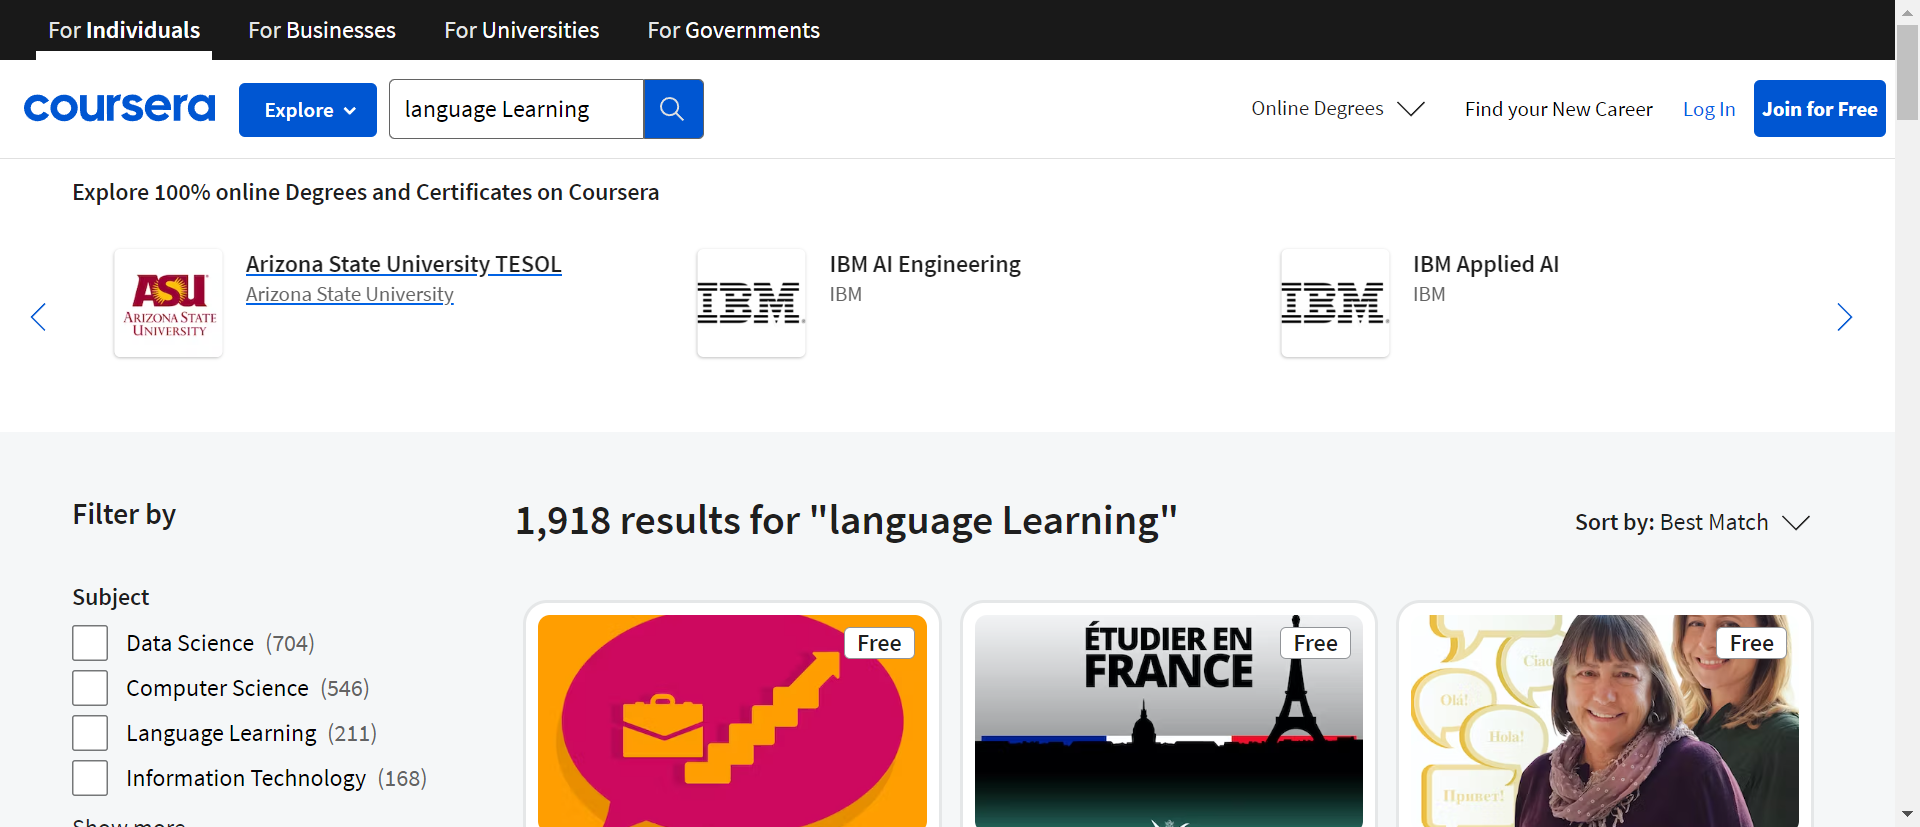 For Individuals
For Businesses
For Universities
For Governments
coursera
Explore
language Learning
Online Degrees
Find your New Career
Log In
Join for Free
Explore 100% online Degrees and Certificates on Coursera
ASU
ARIZONA STATE
UNIVERSITY
Arizona State University TESOL
Arizona State University
IBM
IBM AI Engineering
IBM
IBM
IBM Applied AI
IBM
Filter by
1,918 results for "language Learning"
Sort by: Best Match
Subject
Data Science (704)
Computer Science (546)
Language Learning (211)
Information Technology (168)
Show more
Free
ÉTUDIER EN
FRANCE
Free
Free
Ciao
Olá!
Hola!
Привет!